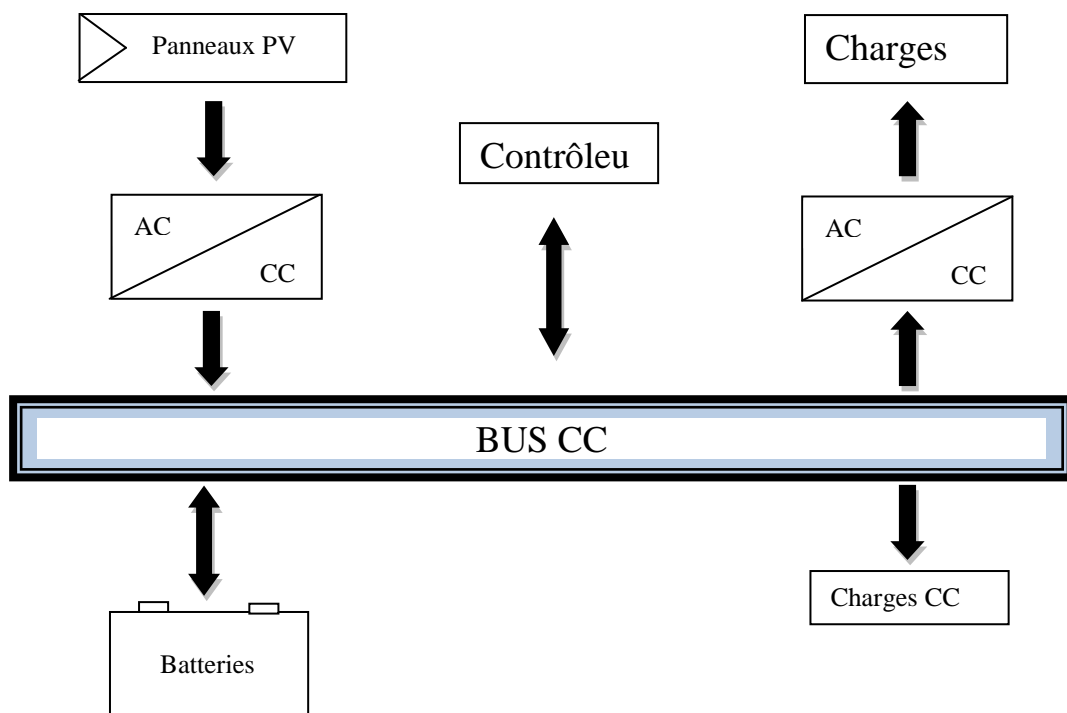 Panneaux PV
Charges
Contrôleu
AC
CC
AC
CC
BUS CC
Charges CC
Batteries